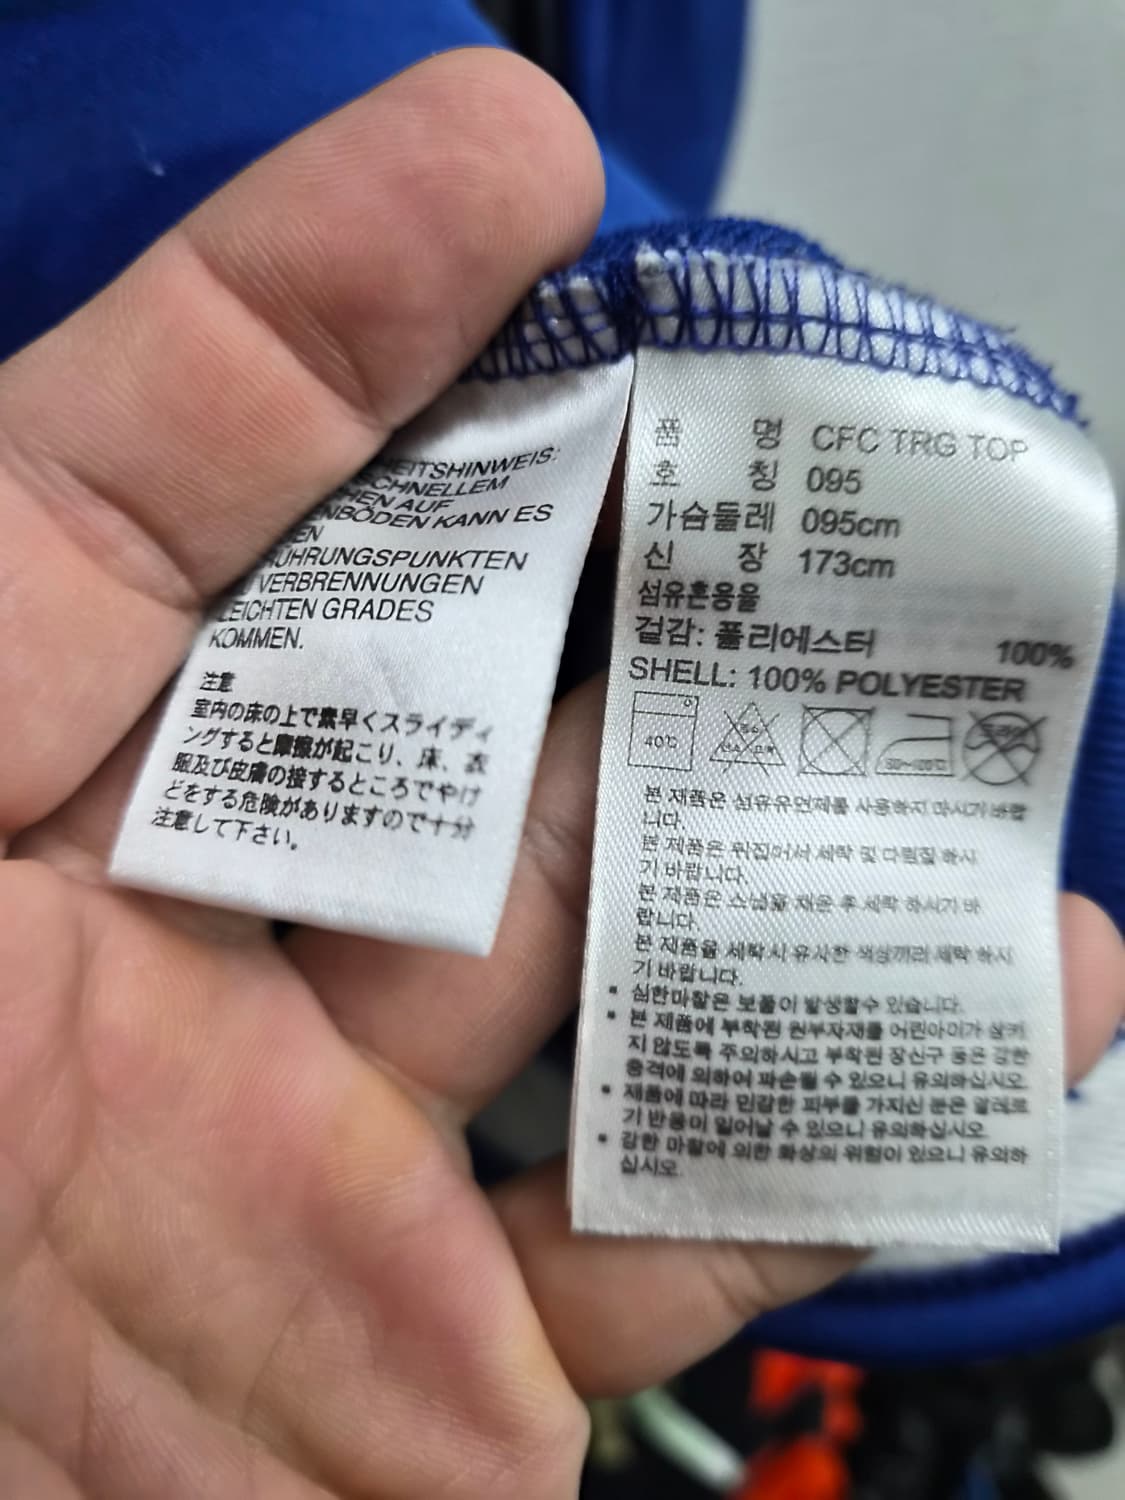 EITSHINWEIS:
CHNELLEM
HEN AUF
ENBÖDEN KANN ES
EN
RÜHRUNGSPUNKTEN
VERBRENNUNGEN
LEICHTEN GRADES
KOMMEN.
注意
室内の床の上で素早くスライディ
ングすると摩擦が起こり、床、衣
服及び皮膚の接するところでやけ
どをする危険がありますので十分
注意して下さい。
품 명 CFC TRG TOP
호 칭 095
가슴둘레 095cm
신 장 173cm
섬유혼용율
겉감: 폴리에스터 100%
SHELL: 100% POLYESTER
40℃
80~100℃
드라이
본 제품은 섬유유연제를 사용하지 마시기 바랍
니다.
본 제품은 뒤집어서 세탁 및 다림질 하시
기 바랍니다.
본 제품은 스냅을 채운 후 세탁 하시기 바
랍니다.
본 제품을 세탁시 유사한 색상끼리 세탁 하시
기 바랍니다.
• 심한마찰은 보풀이 발생할수 있습니다.
• 본 제품에 부착된 원부자재를 어린아이가 삼키
지 않도록 주의하시고 부착된 장신구 등은 강한
충격에 의하여 파손될 수 있으니 유의하십시오.
• 제품에 따라 민감한 피부를 가지신 분은 알레르
기 반응이 일어날 수 있으니 유의하십시오.
• 강한 마찰에 의한 화상의 위험이 있으니 유의하
십시오.